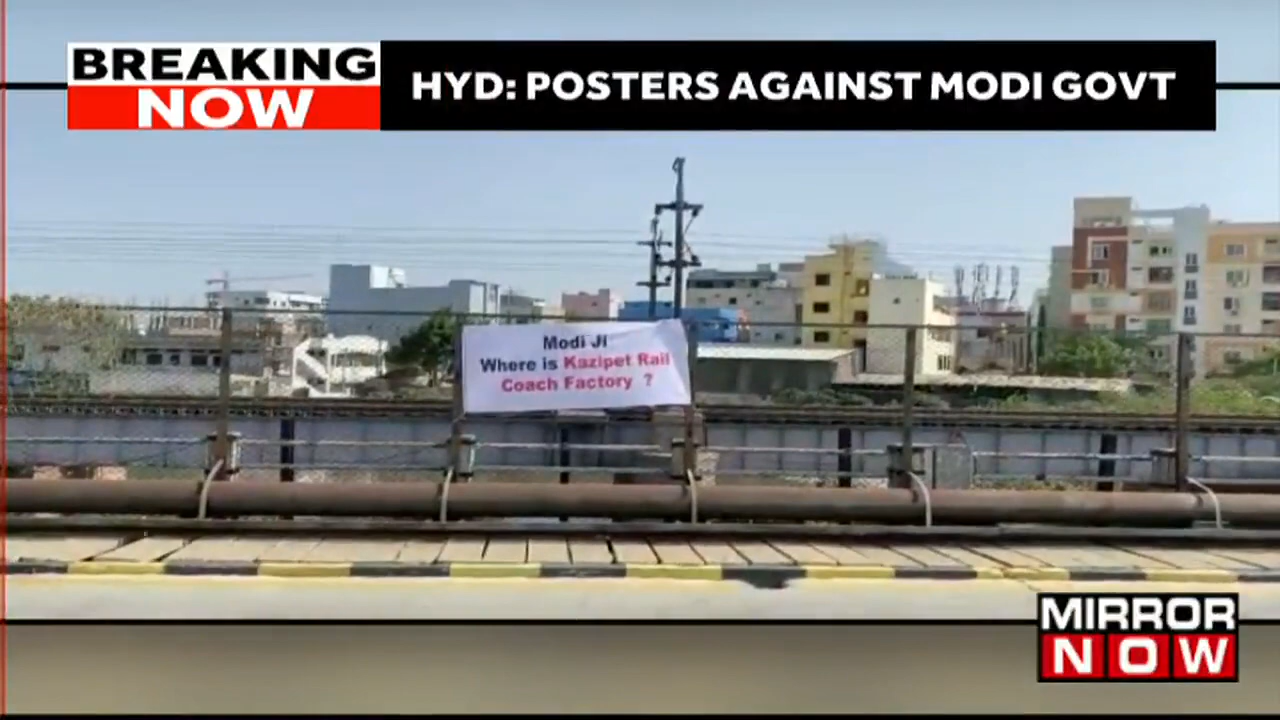 BREAKING
NOW
HYD: POSTERS AGAINST MODI GOVT
Modi Ji
Where is Kazipet Rail
Coach Factory ?
MIRROR
NOW